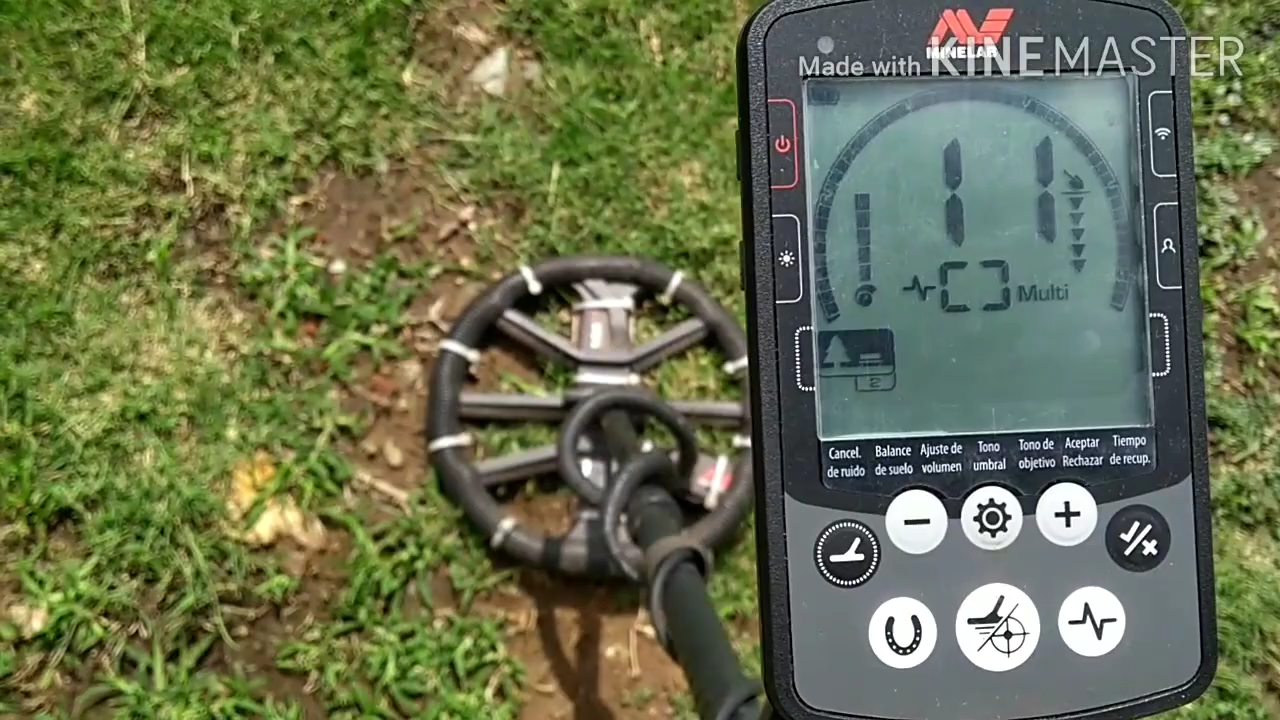 MINELAB
Made with KINEMASTER
11
Multi
2
Cancel. de ruido
Balance de suelo
Ajuste de volumen
Tono umbral
Tono de objetivo
Aceptar Rechazar
Tiempo de recup.